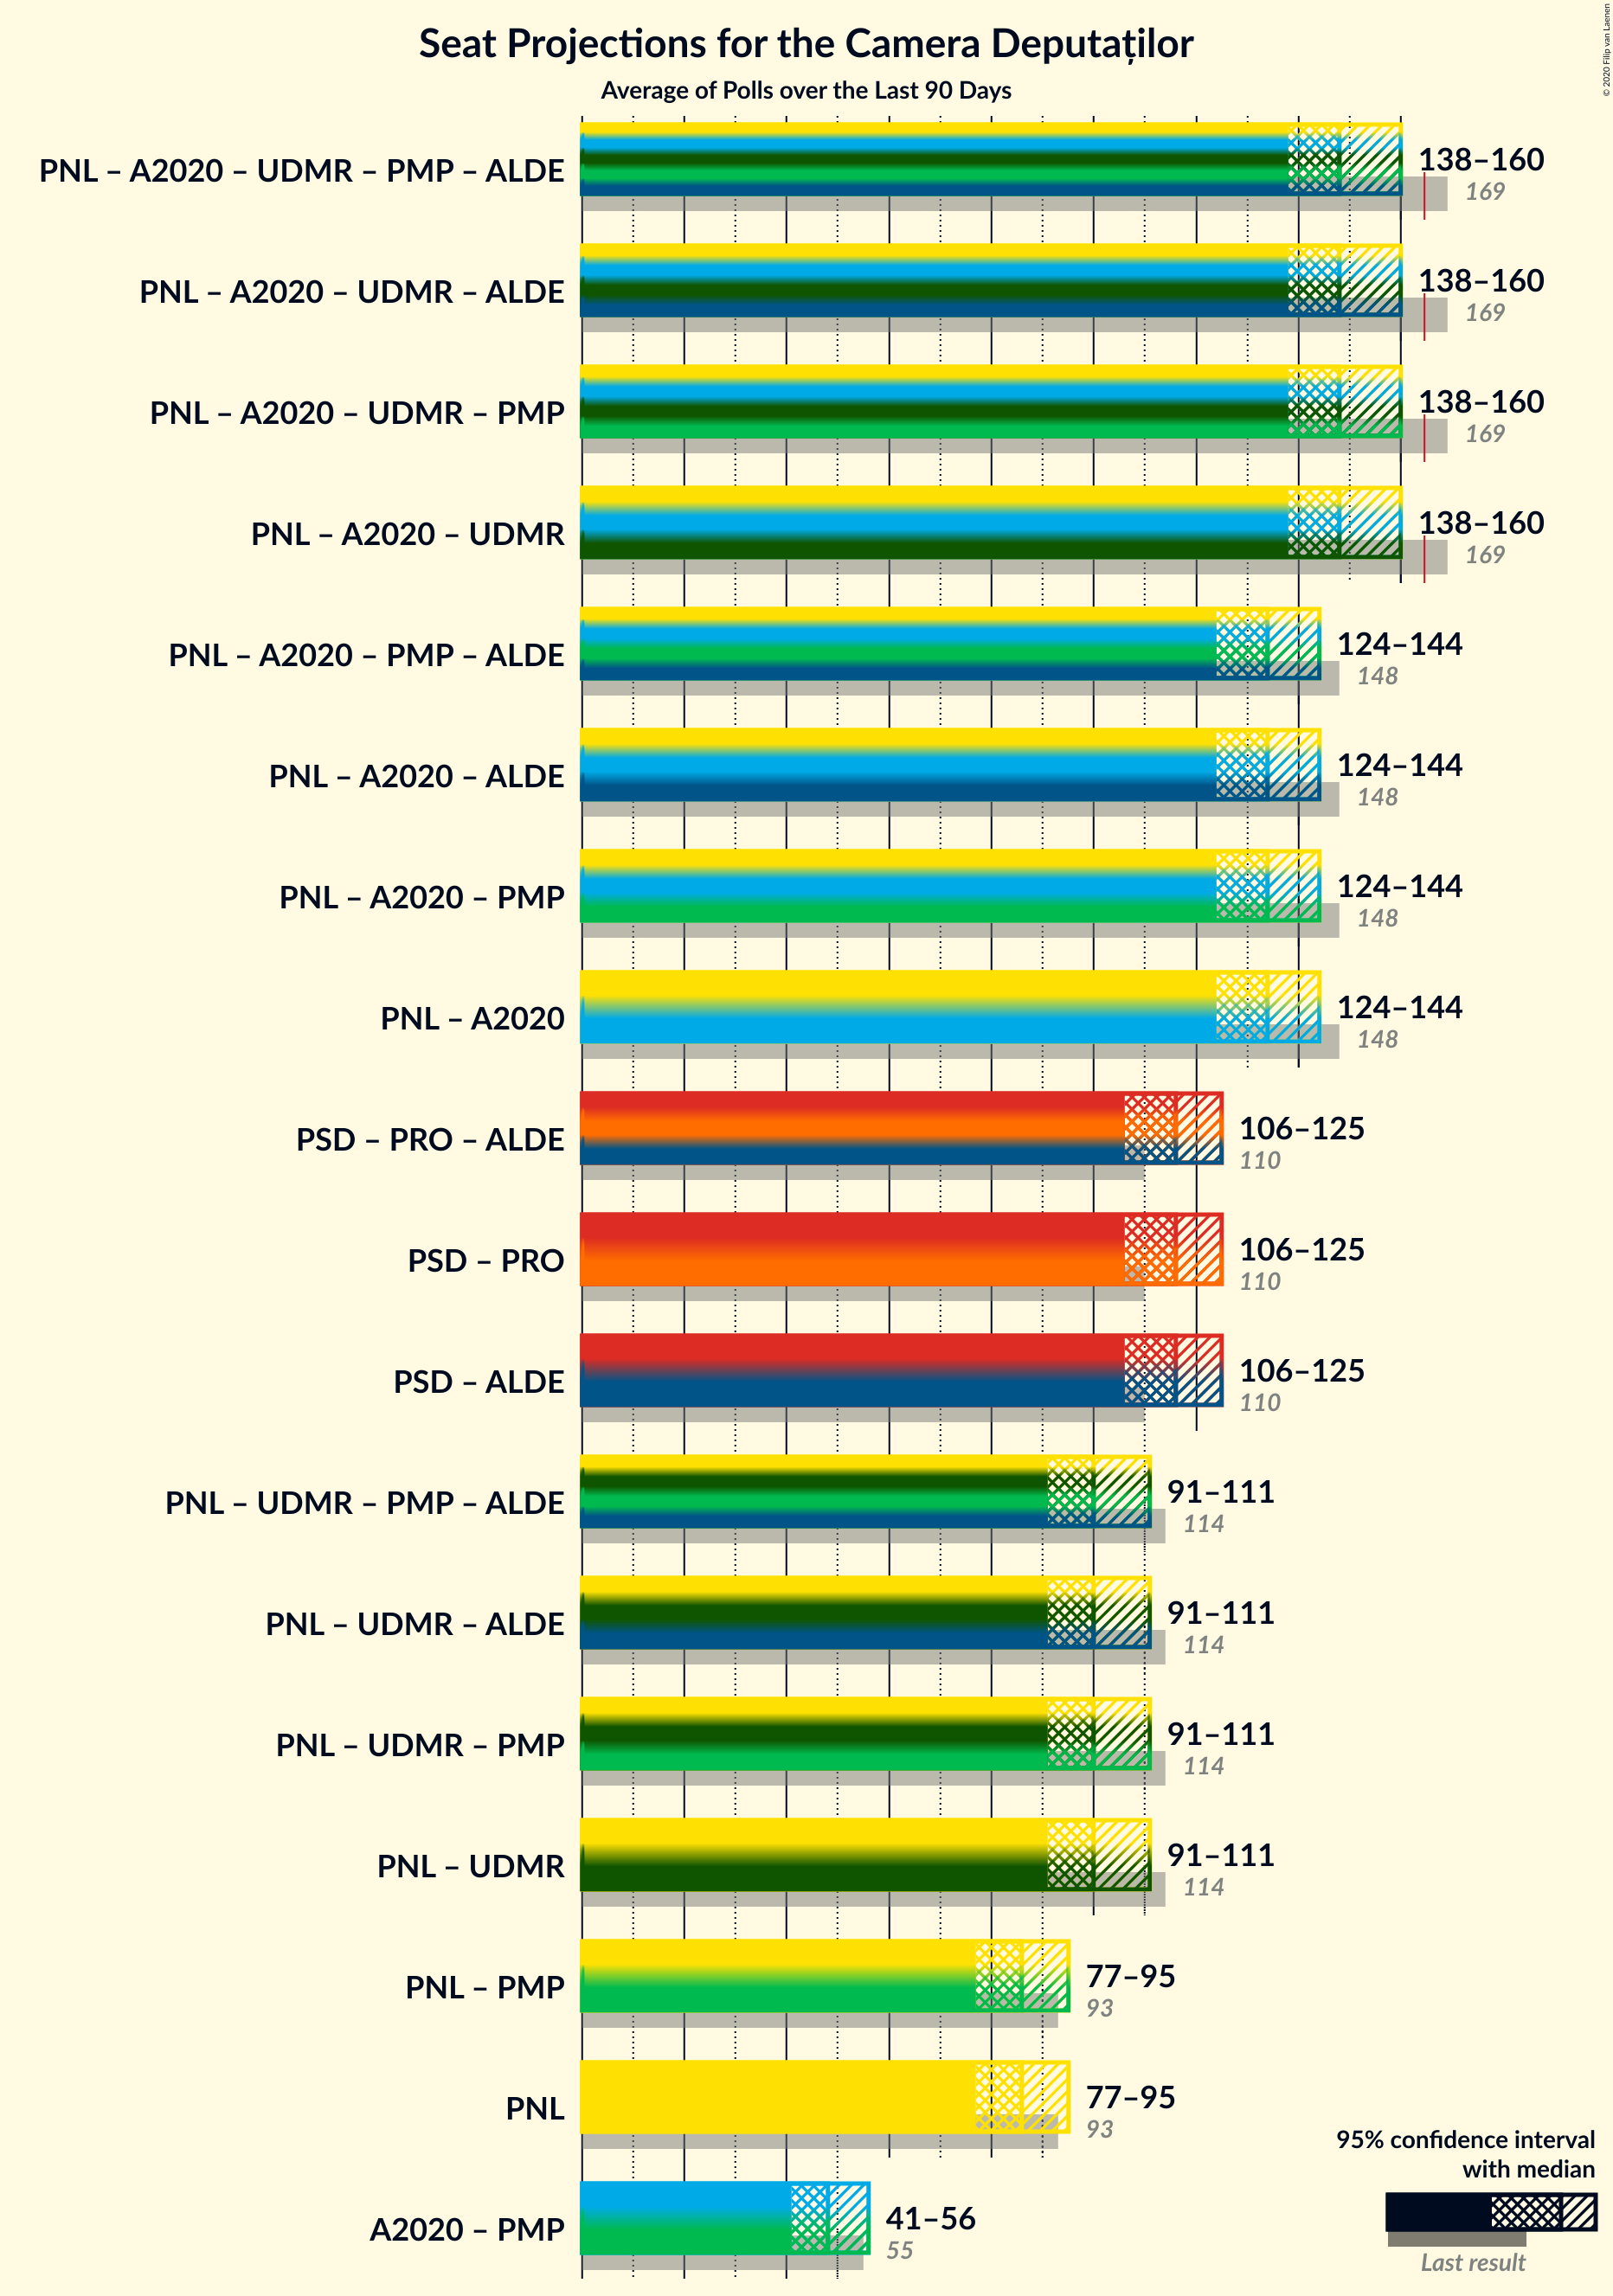 Seat Projections for the Camera Deputaților
Average of Polls over the Last 90 Days
© 2020 Filip van Laenen
PNL – A2020 – UDMR – PMP – ALDE
138–160
169
PNL – A2020 – UDMR – ALDE
138–160
169
PNL – A2020 – UDMR – PMP
138–160
169
PNL – A2020 – UDMR
138–160
169
PNL – A2020 – PMP – ALDE
124–144
148
PNL – A2020 – ALDE
124–144
148
PNL – A2020 – PMP
124–144
148
PNL – A2020
124–144
148
PSD – PRO – ALDE
106–125
110
PSD – PRO
106–125
110
PSD – ALDE
106–125
110
PNL – UDMR – PMP – ALDE
91–111
114
PNL – UDMR – ALDE
91–111
114
PNL – UDMR – PMP
91–111
114
PNL – UDMR
91–111
114
PNL – PMP
77–95
93
PNL
77–95
93
A2020 – PMP
41–56
55
95% confidence interval
with median
Last result